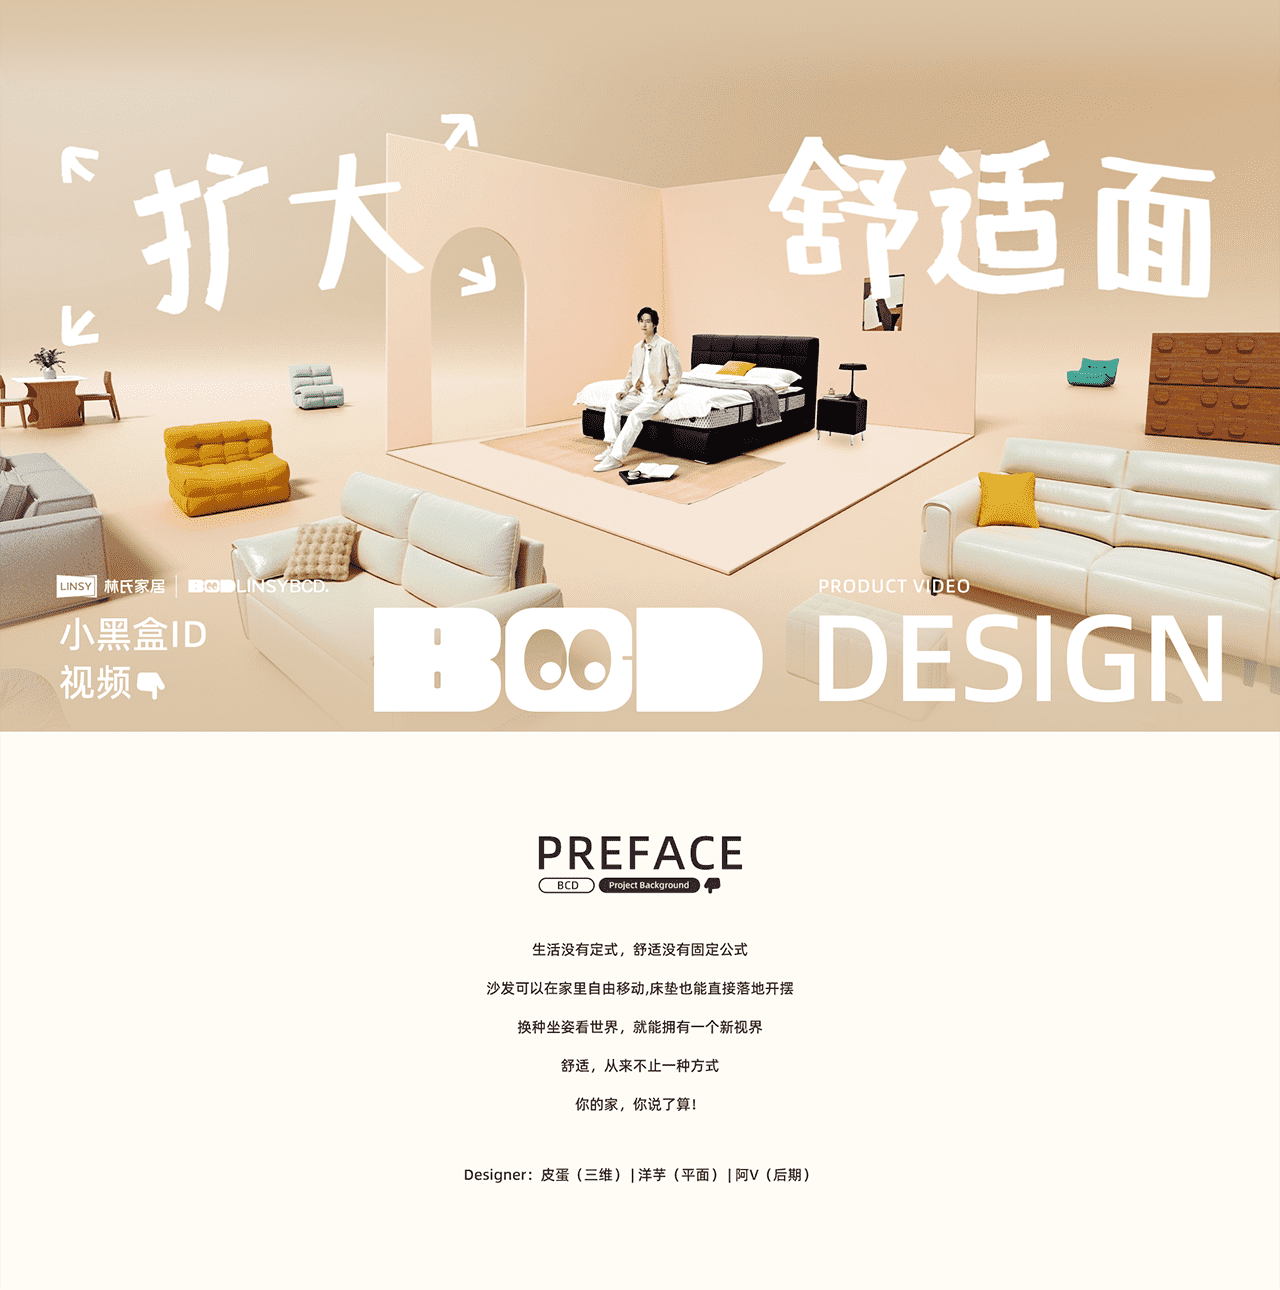 扩大 舒适面
LINSY 林氏家居 | BCD LINSYBCD.
小黑盒ID
视频
BCD
PRODUCT VIDEO
DESIGN
PREFACE
BCD Project Background
生活没有定式，舒适没有固定公式
沙发可以在家里自由移动,床垫也能直接落地开摆
换种坐姿看世界，就能拥有一个新视界
舒适，从来不止一种方式
你的家，你说了算!
Designer：皮蛋（三维）| 洋芋（平面）| 阿V（后期）